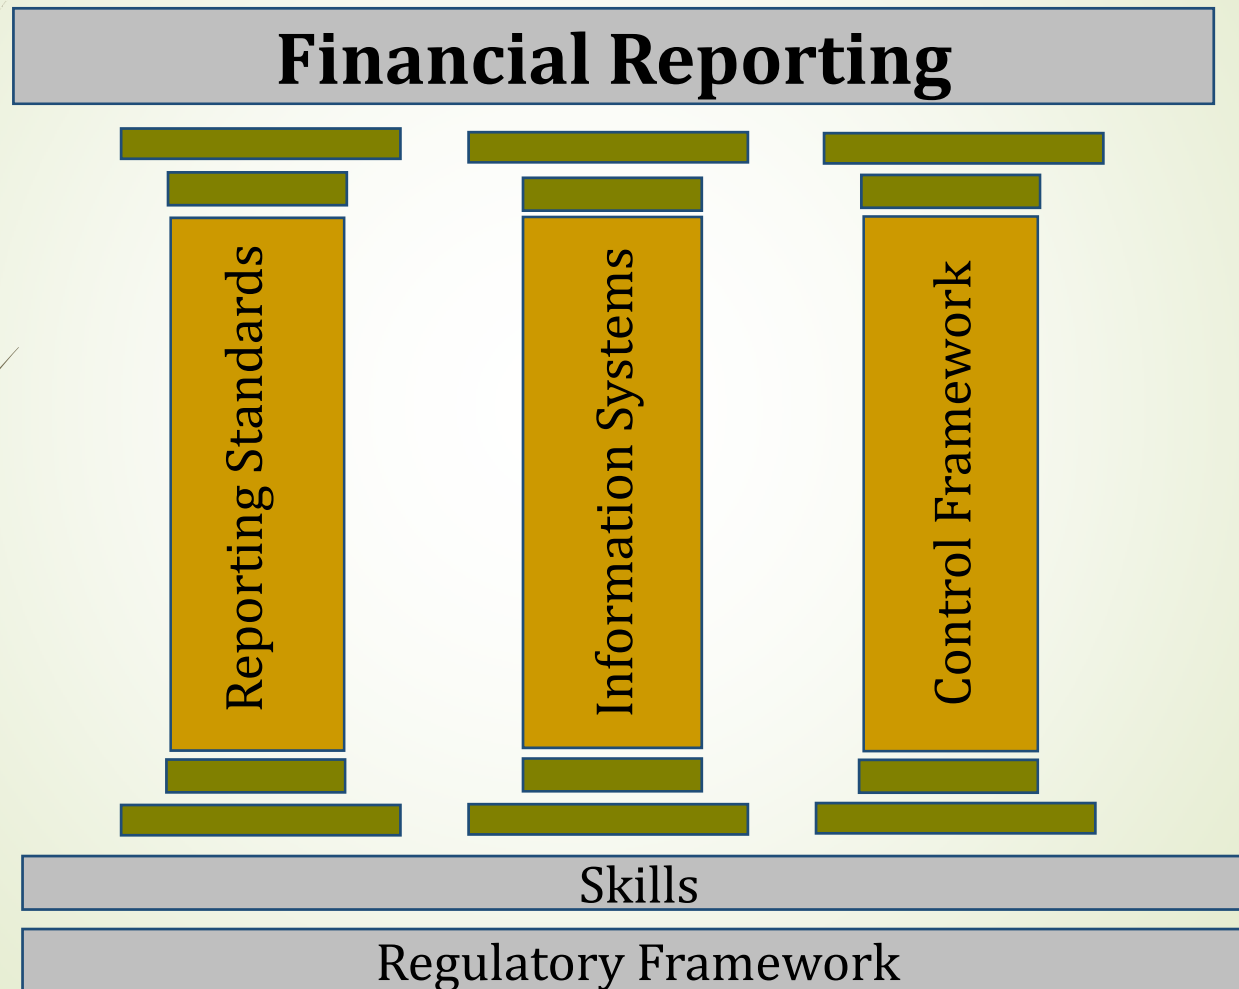 Financial Reporting
Reporting Standards
Information Systems
Control Framework
Skills
Regulatory Framework